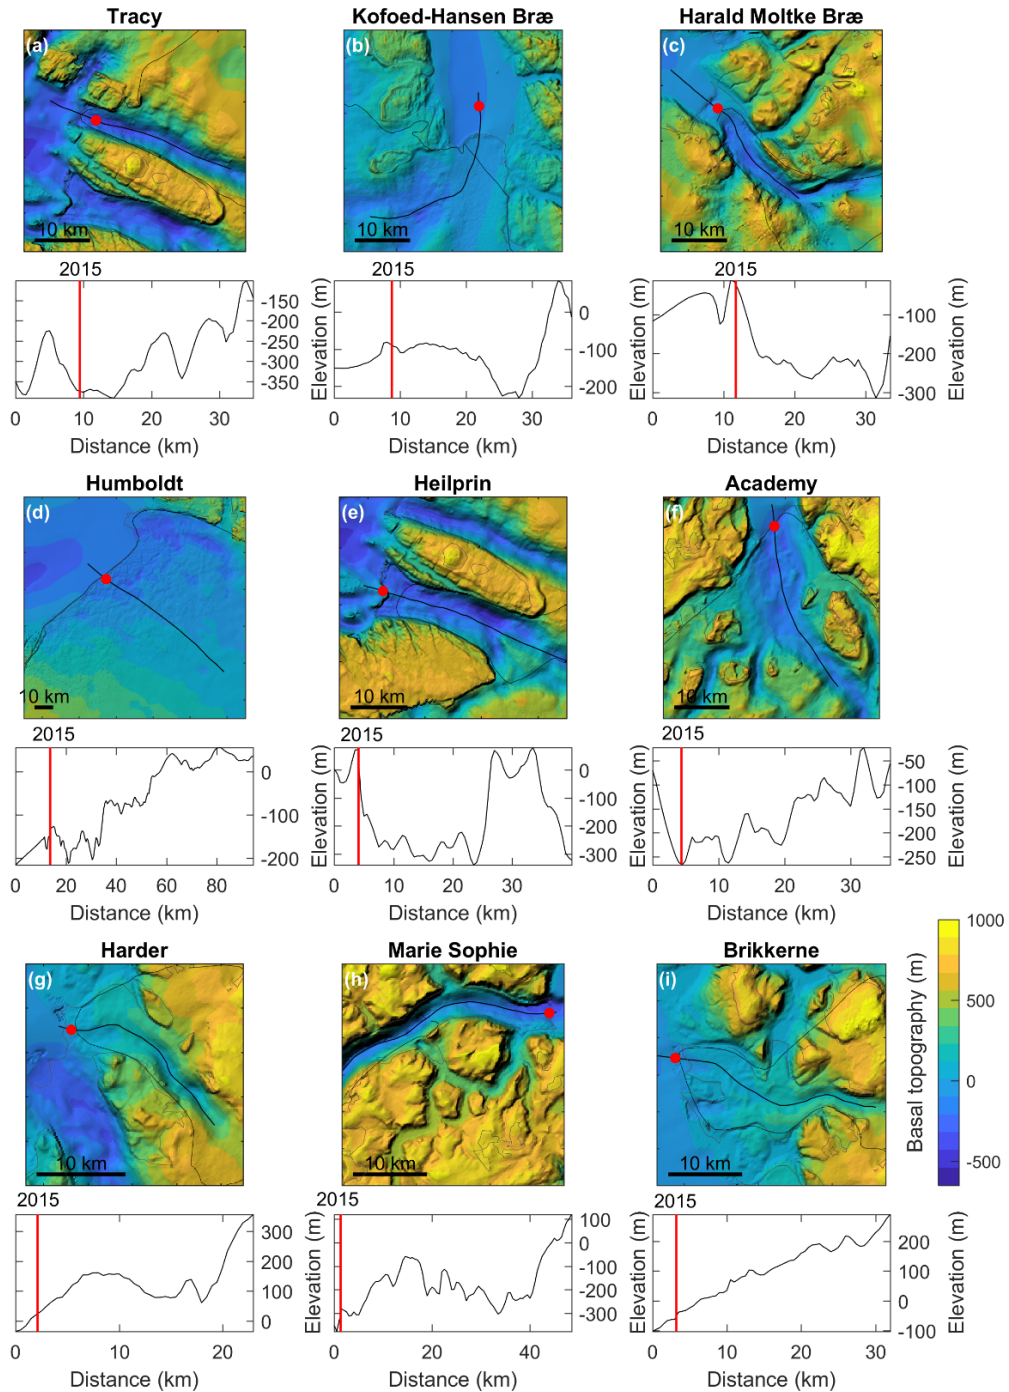 Tracy
Kofoed-Hansen Bræ
Harald Moltke Bræ
(a)
(b)
(c)
10 km
10 km
10 km
2015
2015
2015
-150
-200
-250
-300
-350
Elevation (m)
0
-100
-200
Elevation (m)
-100
-200
-300
Elevation (m)
0 10 20 30
0 10 20 30
0 10 20 30
Distance (km)
Distance (km)
Distance (km)
Humboldt
Heilprin
Academy
(d)
(e)
(f)
10 km
10 km
10 km
2015
2015
2015
0
-100
-200
Elevation (m)
0
-100
-200
-300
Elevation (m)
-50
-100
-150
-200
-250
Elevation (m)
0 20 40 60 80
0 10 20 30
0 10 20 30
Distance (km)
Distance (km)
Distance (km)
Harder
Marie Sophie
Brikkerne
(g)
(h)
(i)
10 km
10 km
10 km
1000
500
0
-500
Basal topography (m)
2015
2015
2015
300
200
100
0
Elevation (m)
100
0
-100
-200
-300
Elevation (m)
200
100
0
-100
Elevation (m)
0 10 20
0 20 40
0 10 20 30
Distance (km)
Distance (km)
Distance (km)